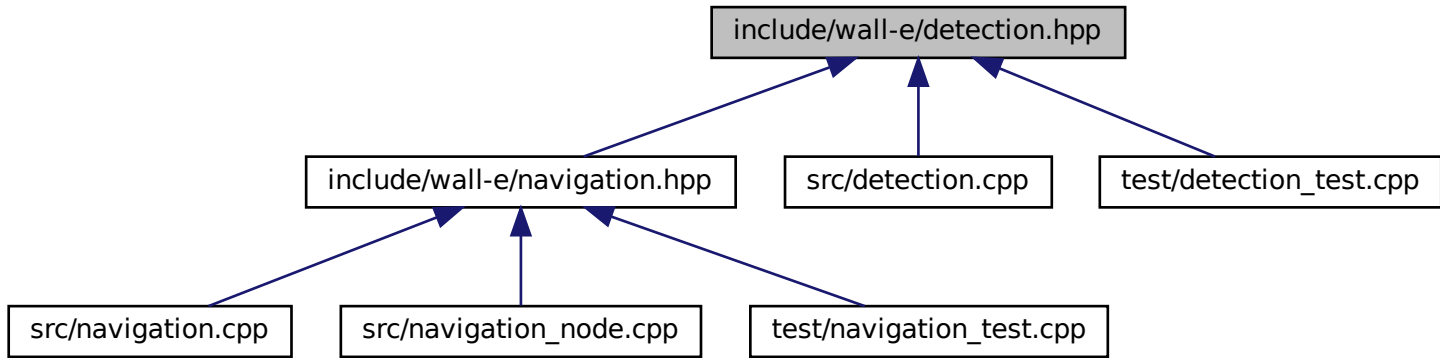 include/wall-e/detection.hpp
include/wall-e/navigation.hpp
src/detection.cpp
test/detection_test.cpp
src/navigation.cpp
src/navigation_node.cpp
test/navigation_test.cpp